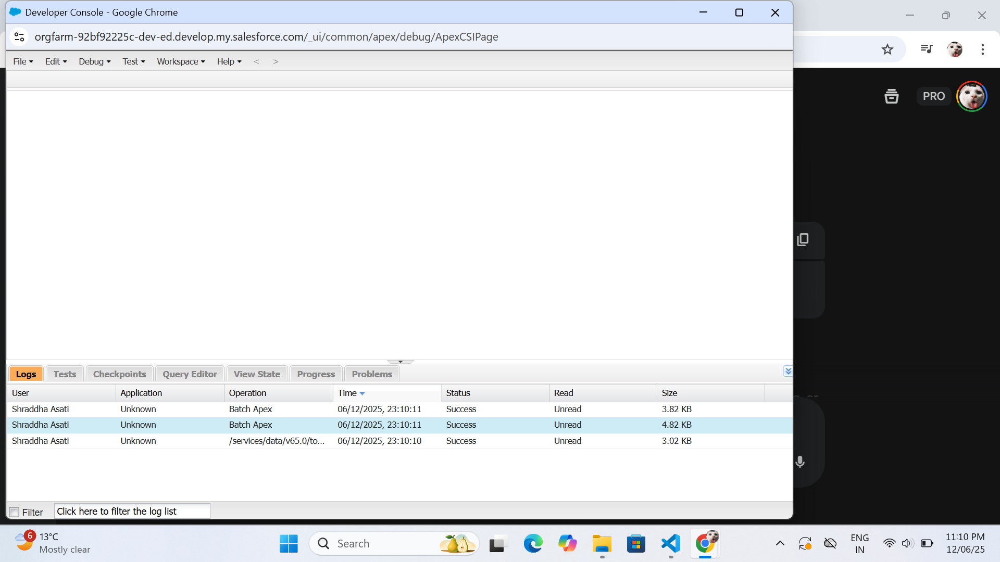 Developer Console - Google Chrome
orgfarm-92bf92225c-dev-ed.develop.my.salesforce.com/_ui/common/apex/debug/ApexCSIPage
File Edit Debug Test Workspace Help < >
PRO
Logs Tests Checkpoints Query Editor View State Progress Problems
User Application Operation Time Status Read Size
Shraddha Asati Unknown Batch Apex 06/12/2025, 23:10:11 Success Unread 3.82 KB
Shraddha Asati Unknown Batch Apex 06/12/2025, 23:10:11 Success Unread 4.82 KB
Shraddha Asati Unknown /services/data/v65.0/to... 06/12/2025, 23:10:10 Success Unread 3.02 KB
Filter Click here to filter the log list
6 13°C
Mostly clear
Search
ENG
IN
11:10 PM
12/06/25